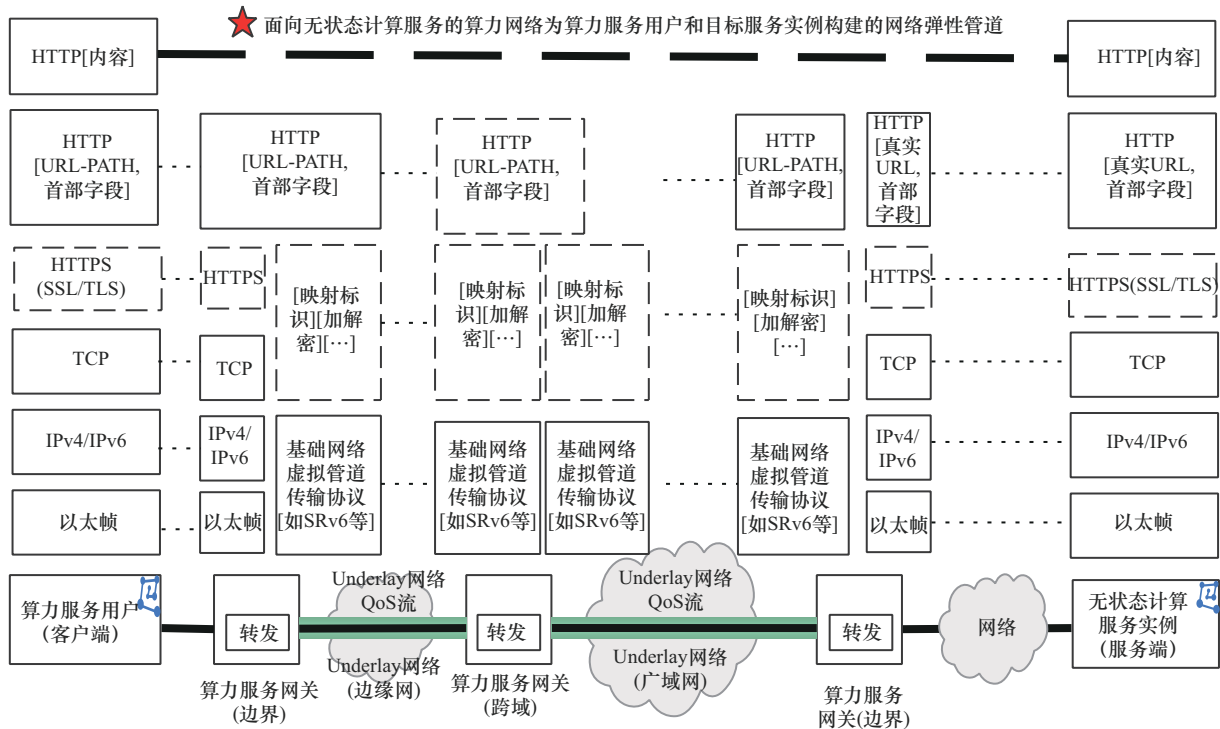 面向无状态计算服务的算力网络为算力服务用户和目标服务实例构建的网络弹性管道
HTTP[内容]
HTTP[内容]
HTTP
[URL-PATH,
首部字段]
HTTP
[URL-PATH,
首部字段]
HTTP
[URL-PATH,
首部字段]
HTTP
[URL-PATH,
首部字段]
HTTP
[真实
URL,
首部
字段]
HTTP
[真实URL,
首部字段]
HTTPS
(SSL/TLS)
HTTPS
[映射标
识][加解
密][…]
[映射标
识][加解
密][…]
[映射标
识][加解
密][…]
[映射标识]
[加解密]
[…]
HTTPS
HTTPS(SSL/TLS)
TCP
TCP
TCP
TCP
IPv4/IPv6
IPv4/
IPv6
基础网络
虚拟管道
传输协议
[如SRv6等]
基础网络
虚拟管道
传输协议
[如SRv6等]
基础网络
虚拟管道
传输协议
[如SRv6等]
基础网络
虚拟管道
传输协议
[如SRv6等]
IPv4/
IPv6
IPv4/IPv6
以太帧
以太帧
以太帧
以太帧
算力服务用户
(客户端)
转发
算力服务网关
(边界)
Underlay网络
QoS流
Underlay网络
(边缘网)
转发
算力服务网关
(跨域)
Underlay网络
QoS流
Underlay网络
(广域网)
转发
算力服务
网关(边界)
网络
无状态计算
服务实例
(服务端)